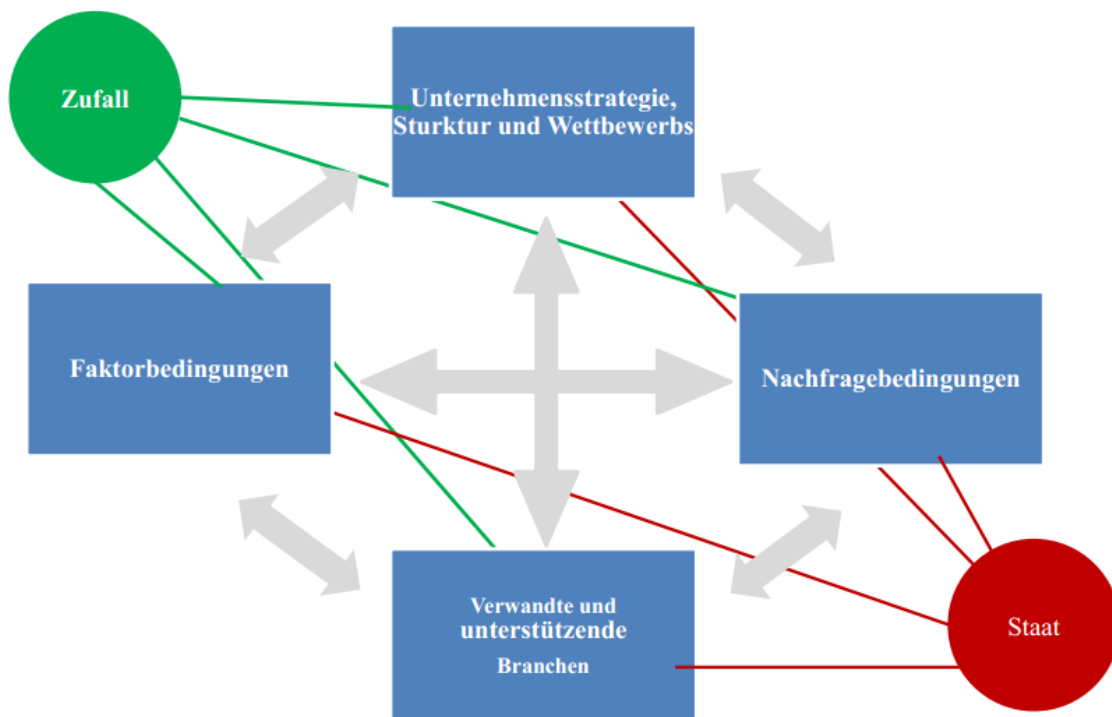 Zufall
Unternehmensstrategie,
Sturktur und Wettbewerbs
Faktorbedingungen
Nachfragebedingungen
Verwandte und
unterstützende
Branchen
Staat